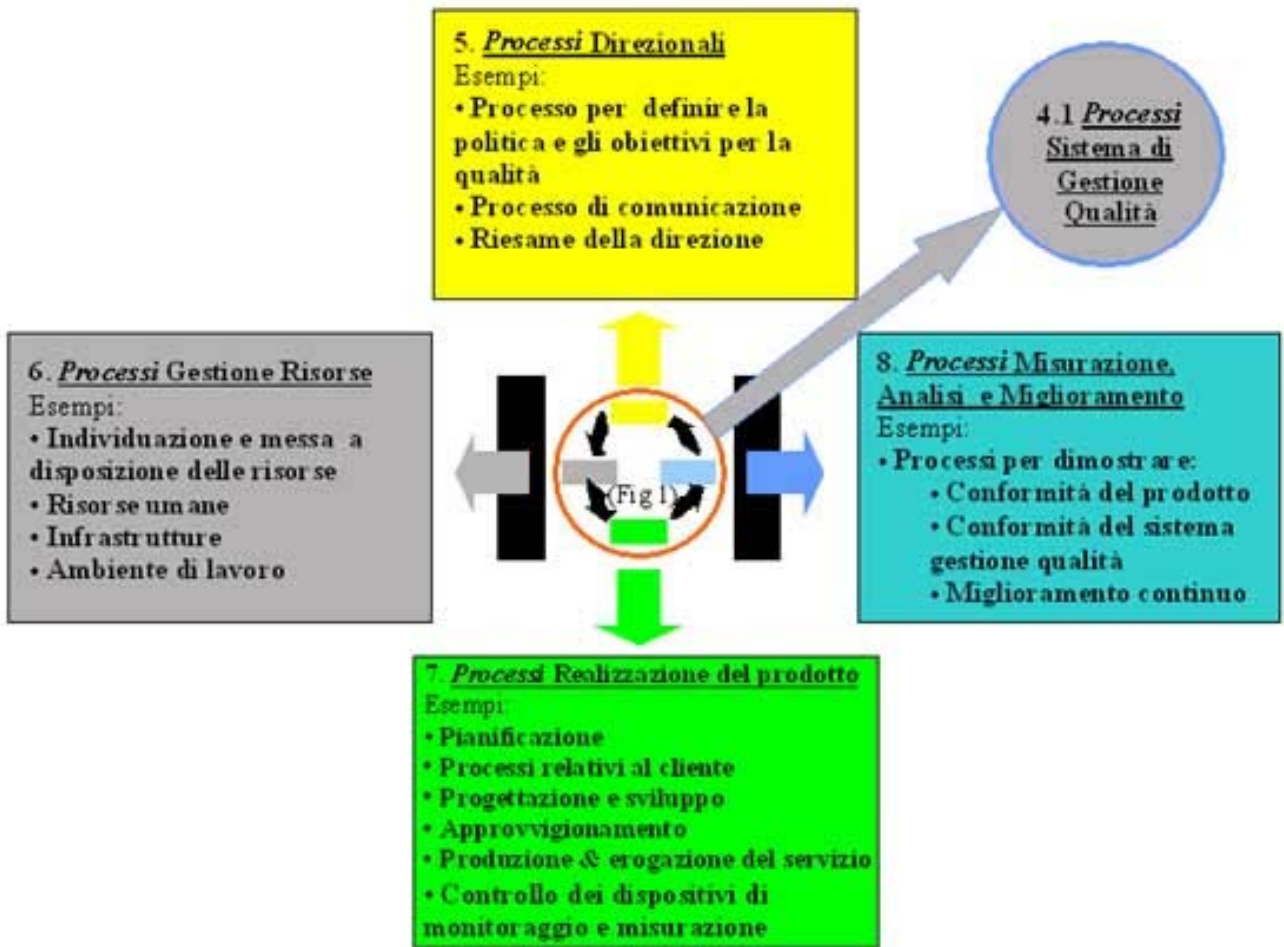 5. Processi Direzionali
Esempi:
• Processo per definire la
politica e gli obiettivi per la
qualità
• Processo di comunicazione
• Riesame della direzione
4.1 Processi
Sistema di
Gestione
Qualità
6. Processi Gestione Risorse
Esempi:
• Individuazione e messa a
disposizione delle risorse
• Risorse umane
• Infrastrutture
• Ambiente di lavoro
(Fig 1)
8. Processi Misurazione,
Analisi e Miglioramento
Esempi:
• Processi per dimostrare:
• Conformità del prodotto
• Conformità del sistema
gestione qualità
• Miglioramento continuo
7. Processi Realizzazione del prodotto
Esempi:
• Pianificazione
• Processi relativi al cliente
• Progettazione e sviluppo
• Approvvigionamento
• Produzione & erogazione del servizio
• Controllo dei dispositivi di
monitoraggio e misurazione